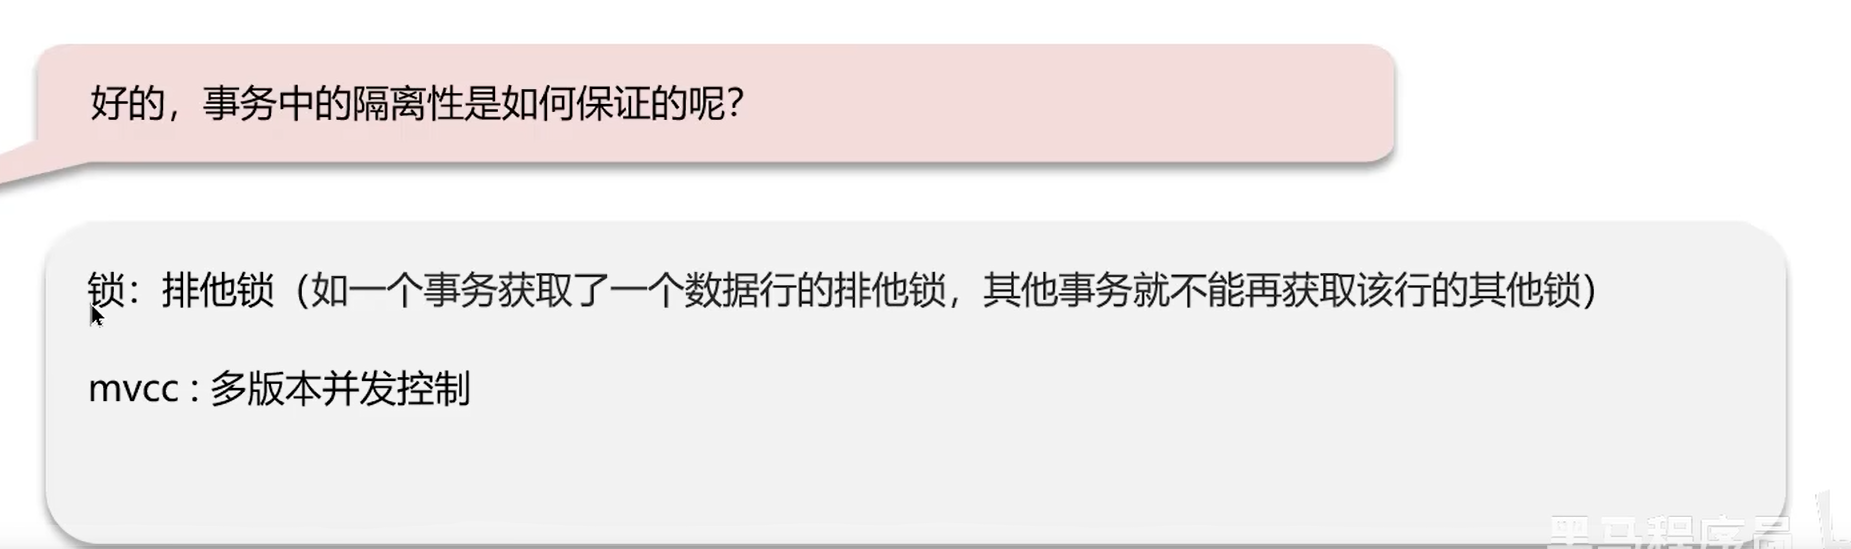 好的，事务中的隔离性是如何保证的呢？
锁：排他锁（如一个事务获取了一个数据行的排他锁，其他事务就不能再获取该行的其他锁）
mvcc : 多版本并发控制
黑马程序员